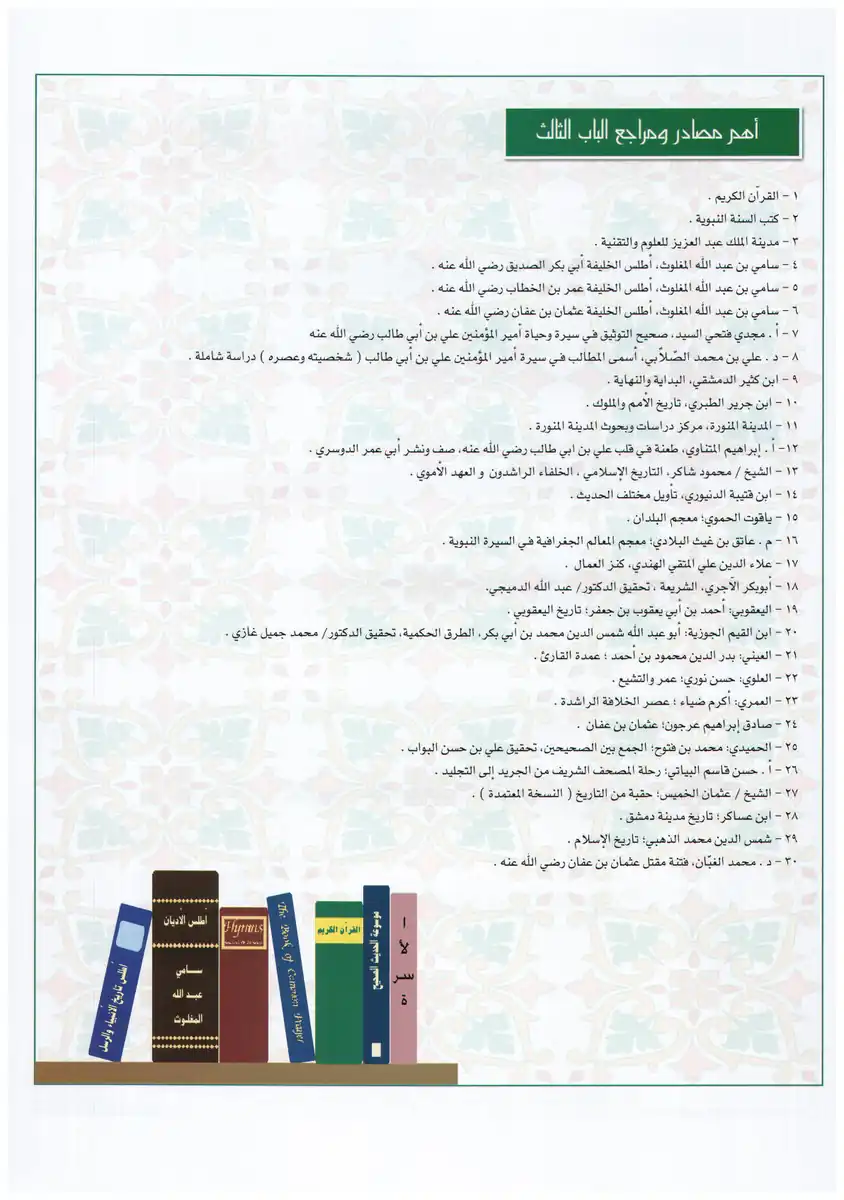 أهم مصادر ومراجع الباب الثالث
١ - القرآن الكريم .
٢ - كتب السنة النبوية .
٣ - مدينة الملك عبد العزيز للعلوم والتقنية .
٤ - سامي بن عبد الله المغلوث، أطلس الخليفة أبي بكر الصديق رضي الله عنه .
٥ - سامي بن عبد الله المغلوث، أطلس الخليفة عمر بن الخطاب رضي الله عنه .
٦ - سامي بن عبد الله المغلوث، أطلس الخليفة عثمان بن عفان رضي الله عنه .
٧ - أ . مجدي فتحي السيد، صحيح التوثيق في سيرة وحياة أمير المؤمنين علي بن أبي طالب رضي الله عنه
٨ - د . علي بن محمد الصّلاّبي، أسمى المطالب في سيرة أمير المؤمنين علي بن أبي طالب ( شخصيته وعصره ) دراسة شاملة .
٩ - ابن كثير الدمشقي، البداية والنهاية .
١٠ - ابن جرير الطبري، تاريخ الأمم والملوك .
١١ - المدينة المنورة، مركز دراسات وبحوث المدينة المنورة .
١٢- أ . إبراهيم المتناوي، طعنة في قلب علي بن ابي طالب رضي الله عنه، صف ونشر أبي عمر الدوسري .
١٣ - الشيخ / محمود شاكر، التاريخ الإسلامي ، الخلفاء الراشدون و العهد الأموي .
١٤ - ابن قتيبة الدنيوري، تأويل مختلف الحديث .
١٥ - ياقوت الحموي؛ معجم البلدان .
١٦ - م . عاتق بن غيث البلادي؛ معجم المعالم الجغرافية في السيرة النبوية .
١٧ - علاء الدين علي المتقي الهندي، كنز العمال .
١٨ - أبوبكر الآجري، الشريعة ، تحقيق الدكتور/ عبد الله الدميجي.
١٩ - اليعقوبي: أحمد بن أبي يعقوب بن جعفر؛ تاريخ اليعقوبي .
٢٠ - ابن القيم الجوزية: أبو عبد الله شمس الدين محمد بن أبي بكر، الطرق الحكمية، تحقيق الدكتور/ محمد جميل غازي .
٢١ - العيني: بدر الدين محمود بن أحمد ؛ عمدة القارئ .
٢٢ - العلوي: حسن نوري؛ عمر والتشيع .
٢٣ - العمري: أكرم ضياء ؛ عصر الخلافة الراشدة .
٢٤ - صادق إبراهيم عرجون؛ عثمان بن عفان .
٢٥ - الحميدي: محمد بن فتوح؛ الجمع بين الصحيحين، تحقيق علي بن حسن البواب .
٢٦ - أ . حسن قاسم البياتي؛ رحلة المصحف الشريف من الجريد إلى التجليد .
٢٧ - الشيخ / عثمان الخميس؛ حقبة من التاريخ ( النسخة المعتمدة ) .
٢٨ - ابن عساكر؛ تاريخ مدينة دمشق .
٢٩ - شمس الدين محمد الذهبي؛ تاريخ الإسلام .
٣٠ - د . محمد الغبّان، فتنة مقتل عثمان بن عفان رضي الله عنه .
موسوعة الحديث الصحيح
القرآن الكريم
The Book of Common Prayer
Hymns
أطلس الأديان
سامي
عبد الله
المغلوث
أطلس تاريخ الأنبياء والرسل